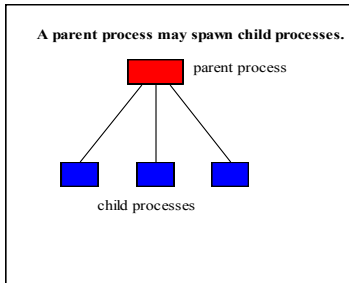 A parent process may spawn child processes.
parent process
child processes